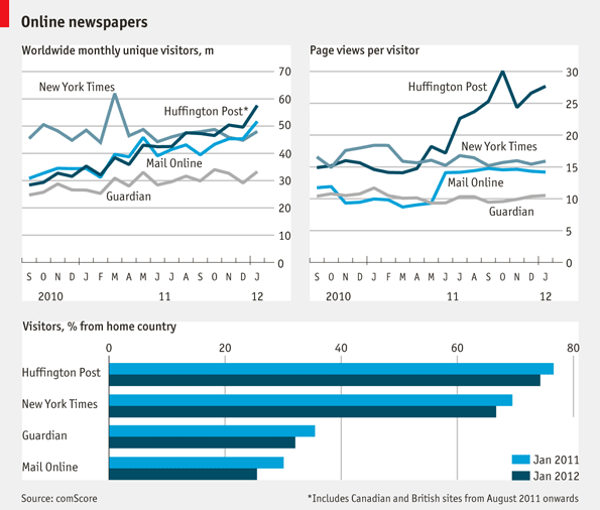 Online newspapers
Worldwide monthly unique visitors, m
70
60
50
40
30
20
10
0
New York Times
Huffington Post*
Mail Online
Guardian
S O N D J F M A M J J A S O N D J
2010 11 12
Page views per visitor
30
25
20
15
10
5
0
Huffington Post
New York Times
Mail Online
Guardian
S O N D J F M A M J J A S O N D J
2010 11 12
Visitors, % from home country
0 20 40 60 80
Huffington Post
New York Times
Guardian
Mail Online
Jan 2011
Jan 2012
Source: comScore
*Includes Canadian and British sites from August 2011 onwards